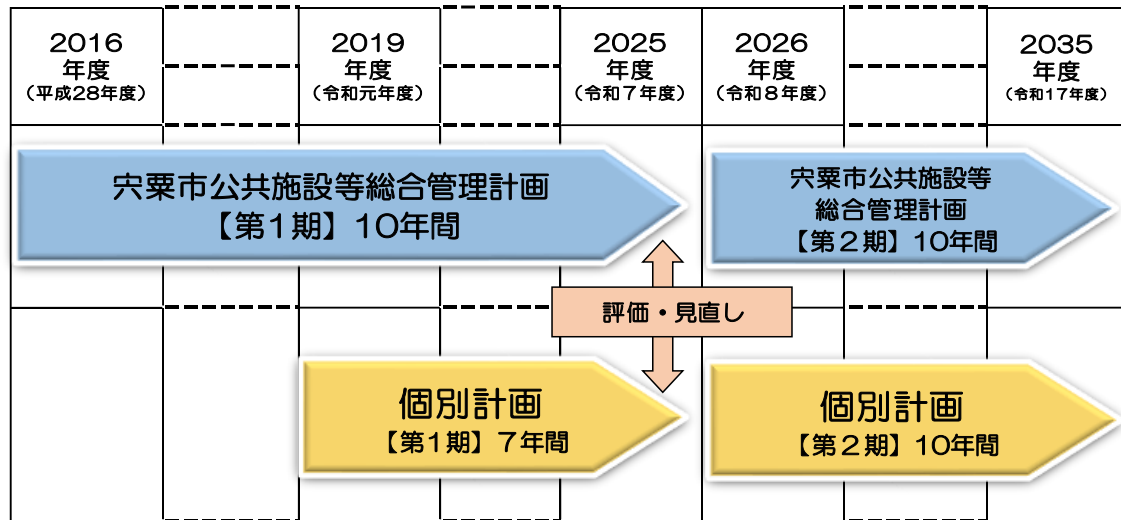 2016
年度
（平成28年度）
2019
年度
（令和元年度）
2025
年度
（令和７年度）
2026
年度
（令和８年度）
2035
年度
（令和17年度）
宍粟市公共施設等総合管理計画
【第１期】10年間
宍粟市公共施設等
総合管理計画
【第２期】10年間
評価・見直し
個別計画
【第１期】７年間
個別計画
【第２期】10年間